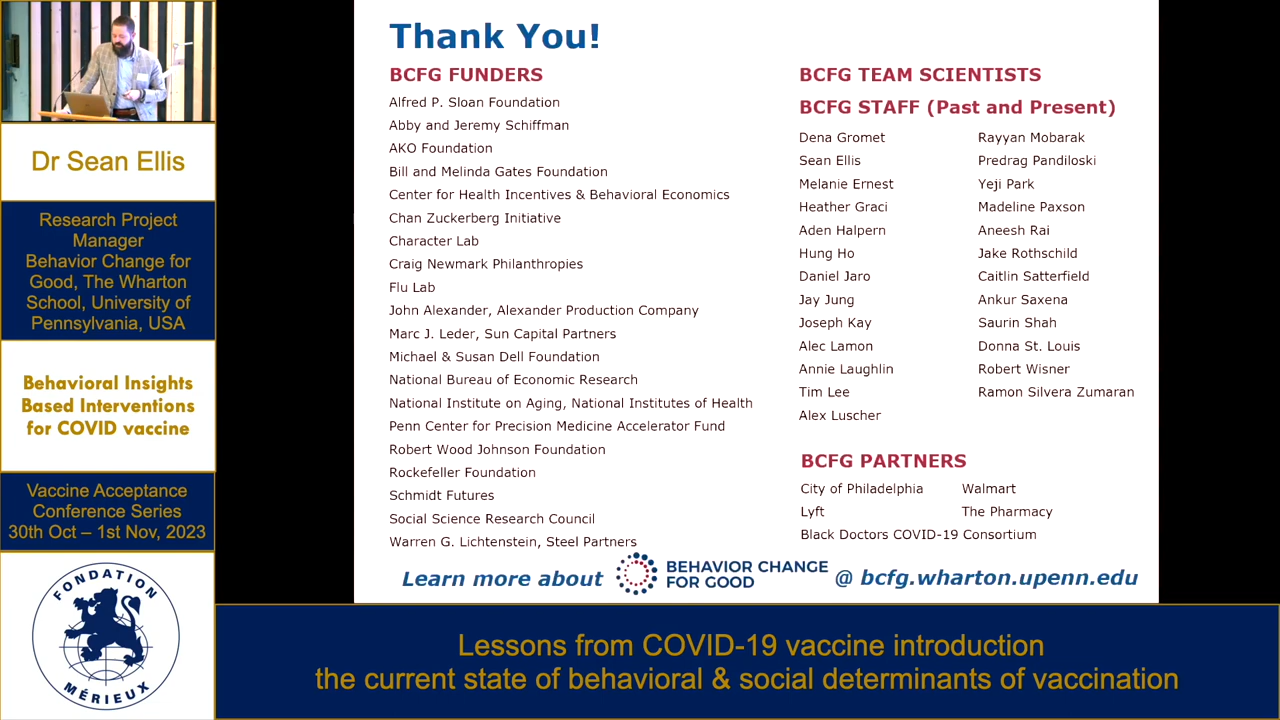 Dr Sean Ellis
Research Project
Manager
Behavior Change for
Good, The Wharton
School, University of
Pennsylvania, USA
Behavioral Insights
Based Interventions
for COVID vaccine
Vaccine Acceptance
Conference Series
30th Oct – 1st Nov, 2023
FONDATION
MÉRIEUX
Thank You!
BCFG FUNDERS
Alfred P. Sloan Foundation
Abby and Jeremy Schiffman
AKO Foundation
Bill and Melinda Gates Foundation
Center for Health Incentives & Behavioral Economics
Chan Zuckerberg Initiative
Character Lab
Craig Newmark Philanthropies
Flu Lab
John Alexander, Alexander Production Company
Marc J. Leder, Sun Capital Partners
Michael & Susan Dell Foundation
National Bureau of Economic Research
National Institute on Aging, National Institutes of Health
Penn Center for Precision Medicine Accelerator Fund
Robert Wood Johnson Foundation
Rockefeller Foundation
Schmidt Futures
Social Science Research Council
Warren G. Lichtenstein, Steel Partners
BCFG TEAM SCIENTISTS
BCFG STAFF (Past and Present)
Dena Gromet
Sean Ellis
Melanie Ernest
Heather Graci
Aden Halpern
Hung Ho
Daniel Jaro
Jay Jung
Joseph Kay
Alec Lamon
Annie Laughlin
Tim Lee
Alex Luscher
Rayyan Mobarak
Predrag Pandiloski
Yeji Park
Madeline Paxson
Aneesh Rai
Jake Rothschild
Caitlin Satterfield
Ankur Saxena
Saurin Shah
Donna St. Louis
Robert Wisner
Ramon Silvera Zumaran
BCFG PARTNERS
City of Philadelphia
Walmart
Lyft
The Pharmacy
Black Doctors COVID-19 Consortium
Learn more about BEHAVIOR CHANGE FOR GOOD @ bcfg.wharton.upenn.edu
Lessons from COVID-19 vaccine introduction
the current state of behavioral & social determinants of vaccination